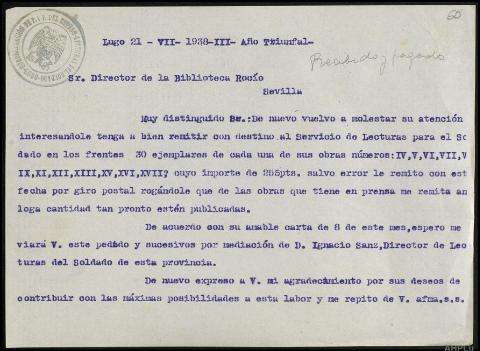 50
Lugo 21 - VII- 1938-III- Año Triunfal-
Recibido y pagado
Sr. Director de la Biblioteca Rocío
Sevilla
Muy distinguido Sr.:De nuevo vuelvo a molestar su atención
interesandole tenga a bien remitir con destino al Servicio de Lecturas para el So
dado en los frentes 30 ejemplares de cada una de sus obras números:IV,V,VI,VII,V
IX,XI,XII,XIII,XV,XVI,XVII? cuyo importe de 255pts. salvo error le remito con est
fecha por giro postal rogándole que de las obras que tiene en prensa me remita an
loga cantidad tan pronto estén publicadas.
De acuerdo con su amable carta de 8 de este mes,espero me
viará V. este pedido y sucesivos por mediación de D. Ignacio Sanz,Director de Lec
turas del Soldado de esta provincia.
De nuevo expreso a V. mi agradecimiento por sus deseos de
contribuir con las máximas posibilidades a esta labor y me repito de V. afma.s.s.